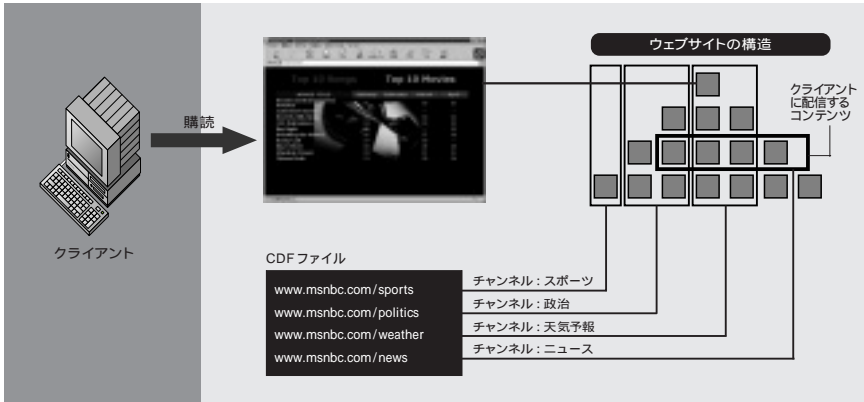 Top 10 Songs Top 10 Movies
ウェブサイトの構造
クライアント
に配信する
コンテンツ
購読
クライアント
CDFファイル
www.msnbc.com/sports
www.msnbc.com/politics
www.msnbc.com/weather
www.msnbc.com/news
チャンネル：スポーツ
チャンネル：政治
チャンネル：天気予報
チャンネル：ニュース